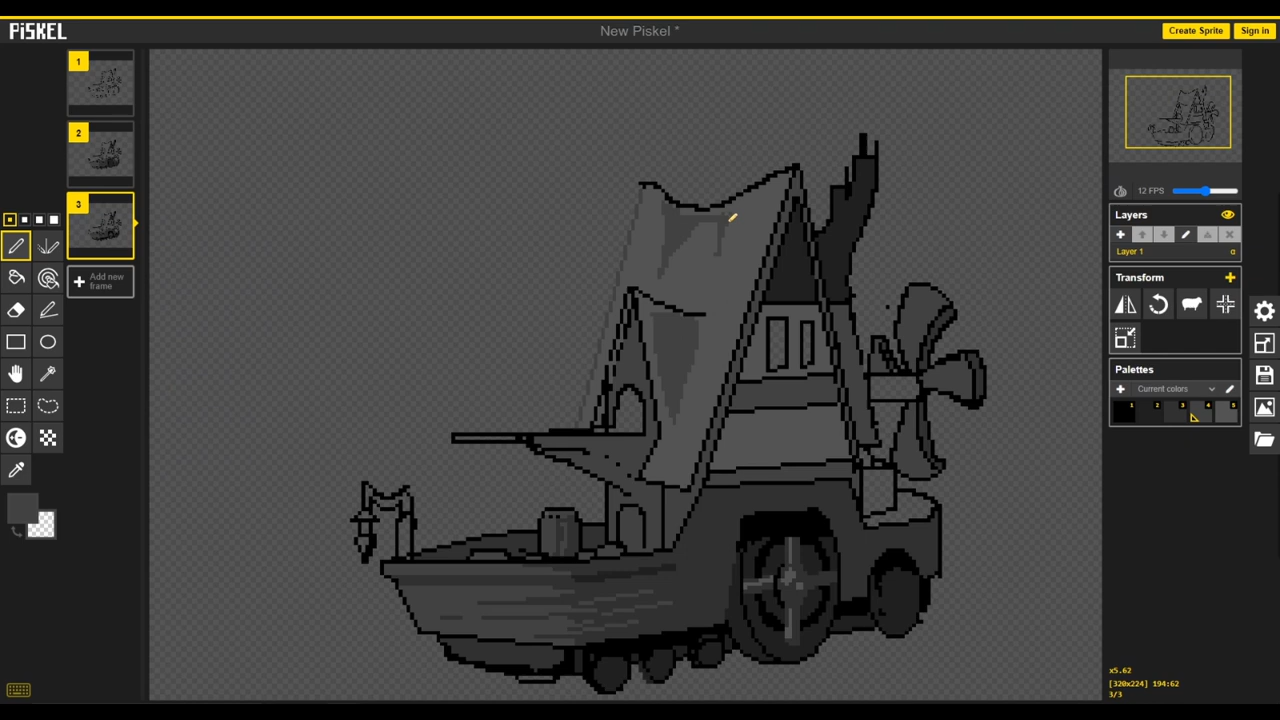 PiSKEL
New Piskel *
Create Sprite
Sign in
1
2
3
Add new
frame
12 FPS
Layers
Layer 1
α
Transform
Palettes
Current colors
1
2
3
4
5
x5.62
[320x224] 194:62
3/3